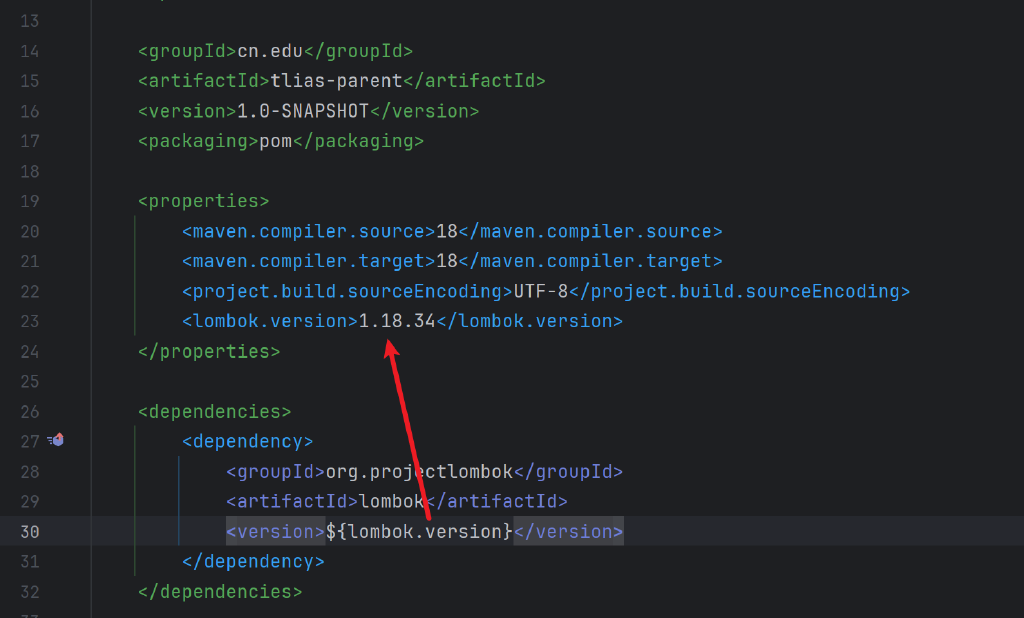 13
14 <groupId>cn.edu</groupId>
15 <artifactId>tlias-parent</artifactId>
16 <version>1.0-SNAPSHOT</version>
17 <packaging>pom</packaging>
18
19 <properties>
20 <maven.compiler.source>18</maven.compiler.source>
21 <maven.compiler.target>18</maven.compiler.target>
22 <project.build.sourceEncoding>UTF-8</project.build.sourceEncoding>
23 <lombok.version>1.18.34</lombok.version>
24 </properties>
25
26 <dependencies>
27 <dependency>
28 <groupId>org.projectlombok</groupId>
29 <artifactId>lombok</artifactId>
30 <version>${lombok.version}</version>
31 </dependency>
32 </dependencies>